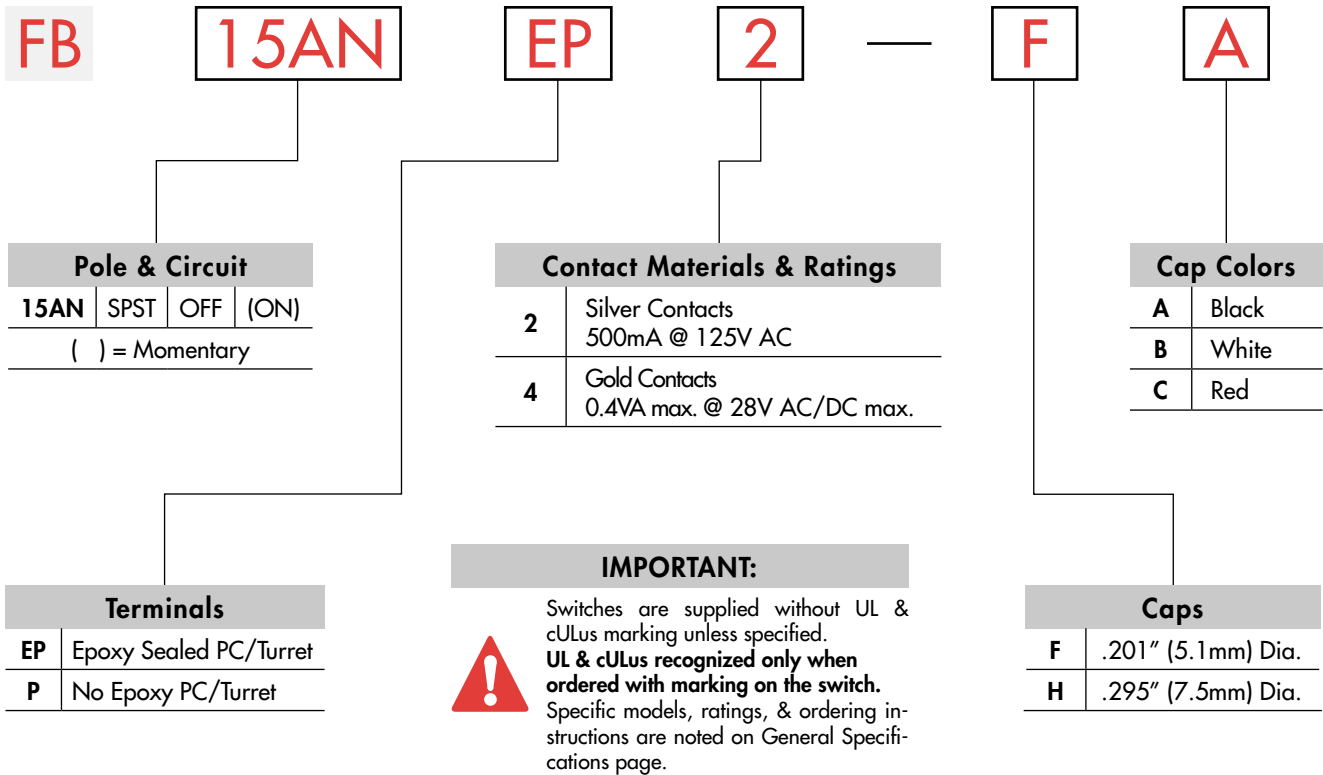 FB 15AN EP 2 — F A
Pole & Circuit
15AN SPST OFF (ON)
( ) = Momentary
Contact Materials & Ratings
2 Silver Contacts
500mA @ 125V AC
4 Gold Contacts
0.4VA max. @ 28V AC/DC max.
Cap Colors
A Black
B White
C Red
Terminals
EP Epoxy Sealed PC/Turret
P No Epoxy PC/Turret
IMPORTANT:
Switches are supplied without UL &
cULus marking unless specified.
UL & cULus recognized only when
ordered with marking on the switch.
Specific models, ratings, & ordering in-
structions are noted on General Specifi-
cations page.
Caps
F .201” (5.1mm) Dia.
H .295” (7.5mm) Dia.